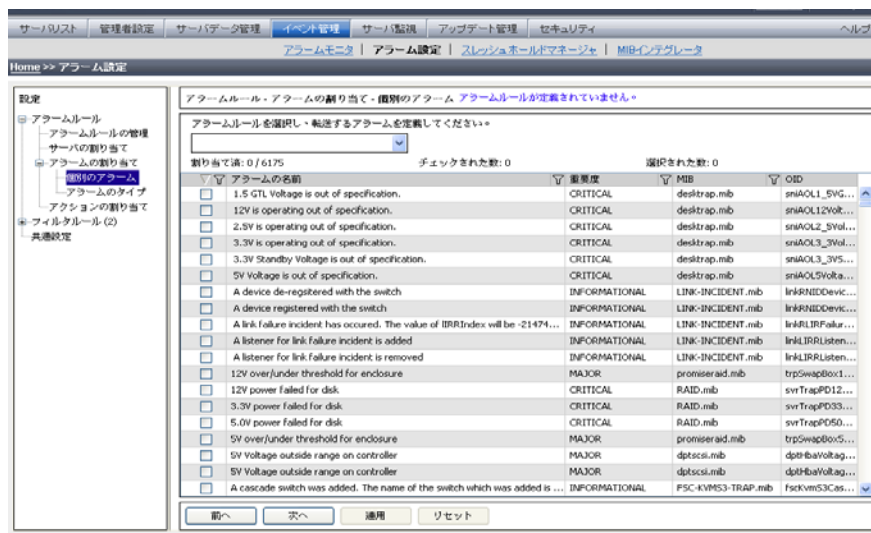 サーバリスト 管理者設定 サーバデータ管理 イベント管理 サーバ監視 アップデート管理 セキュリティ ヘルプ
アラームモニタ | アラーム設定 | スレッショホールドマネージャ | MIBインテグレータ
Home >> アラーム設定
設定
アラームルール
アラームルールの管理
サーバの割り当て
アラームの割り当て
個別のアラーム
アラームのタイプ
アクションの割り当て
フィルタルール (2)
共通設定
アラームルール - アラームの割り当て - 個別のアラーム アラームルールが定義されていません。
アラームルールを選択し、転送するアラームを定義してください。
割り当て済: 0 / 6175 チェックされた数: 0 選択された数: 0
アラームの名前 重要度 MIB OID
1.5 GTL Voltage is out of specification. CRITICAL desktrap.mib sniAOL1_5VG...
12V is operating out of specification. CRITICAL desktrap.mib sniAOL12Volt...
2.5V is operating out of specification. CRITICAL desktrap.mib sniAOL2_5Vol...
3.3V is operating out of specification. CRITICAL desktrap.mib sniAOL3_3Vol...
3.3V Standby Voltage is out of specification. CRITICAL desktrap.mib sniAOL3_3VS...
5V Voltage is out of specification. CRITICAL desktrap.mib sniAOL5Volta...
A device de-regsitered with the switch INFORMATIONAL LINK-INCIDENT.mib linkRNIDDevic...
A device registered with the switch INFORMATIONAL LINK-INCIDENT.mib linkRNIDDevic...
A link failure incident has occured. The value of IIRRIndex will be -21474... INFORMATIONAL LINK-INCIDENT.mib linkRLIRFailur...
A listener for link failure incident is added INFORMATIONAL LINK-INCIDENT.mib linkLIRRListen...
A listener for link failure incident is removed INFORMATIONAL LINK-INCIDENT.mib linkLIRRListen...
12V over/under threshold for enclosure MAJOR promiseraid.mib trpSwapBox1...
12V power failed for disk CRITICAL RAID.mib svrTrapPD12...
3.3V power failed for disk CRITICAL RAID.mib svrTrapPD33...
5.0V power failed for disk CRITICAL RAID.mib svrTrapPD50...
5V over/under threshold for enclosure MAJOR promiseraid.mib trpSwapBox5...
5V Voltage outside range on controller MAJOR dptscsi.mib dptHbaVoltag...
5V Voltage outside range on controller MAJOR dptscsi.mib dptHbaVoltag...
A cascade switch was added. The name of the switch which was added is ... INFORMATIONAL FSC-KVMS3-TRAP.mib fscKvmS3Cas...
前へ 次へ 適用 リセット